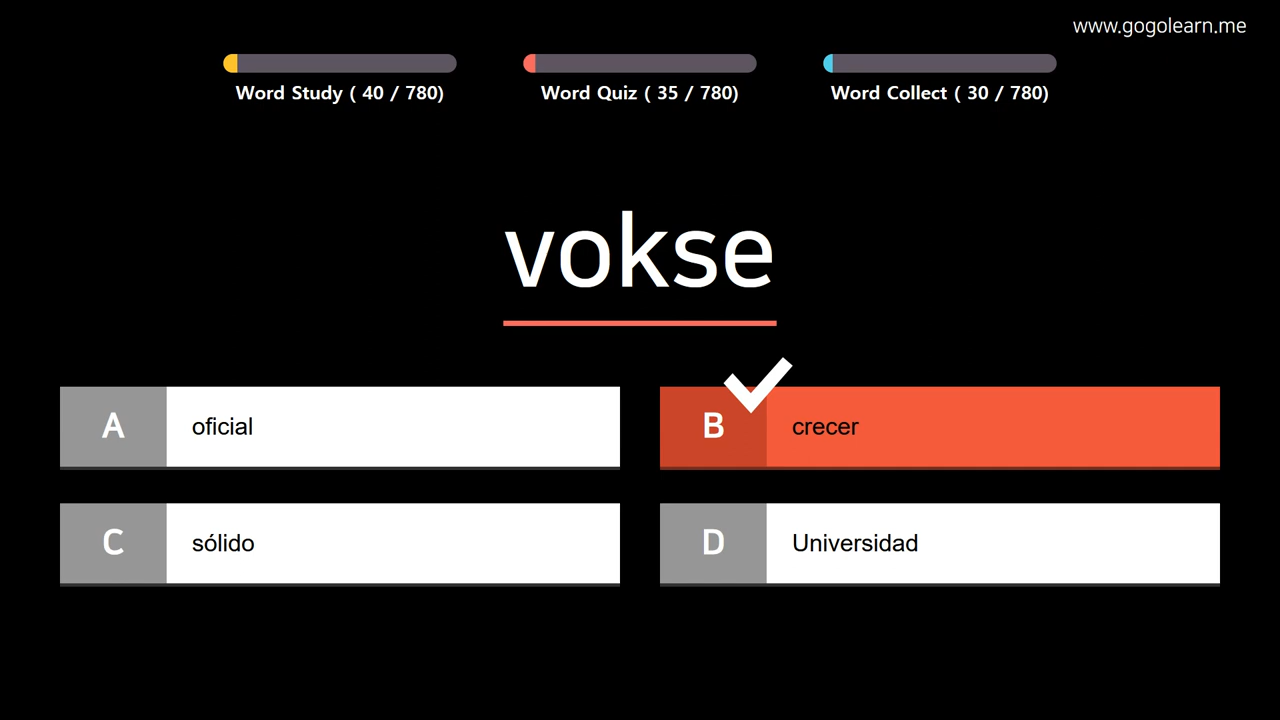 www.gogolearn.me
Word Study ( 40 / 780)
Word Quiz ( 35 / 780)
Word Collect ( 30 / 780)
vokse
A oficial
B crecer
C sólido
D Universidad